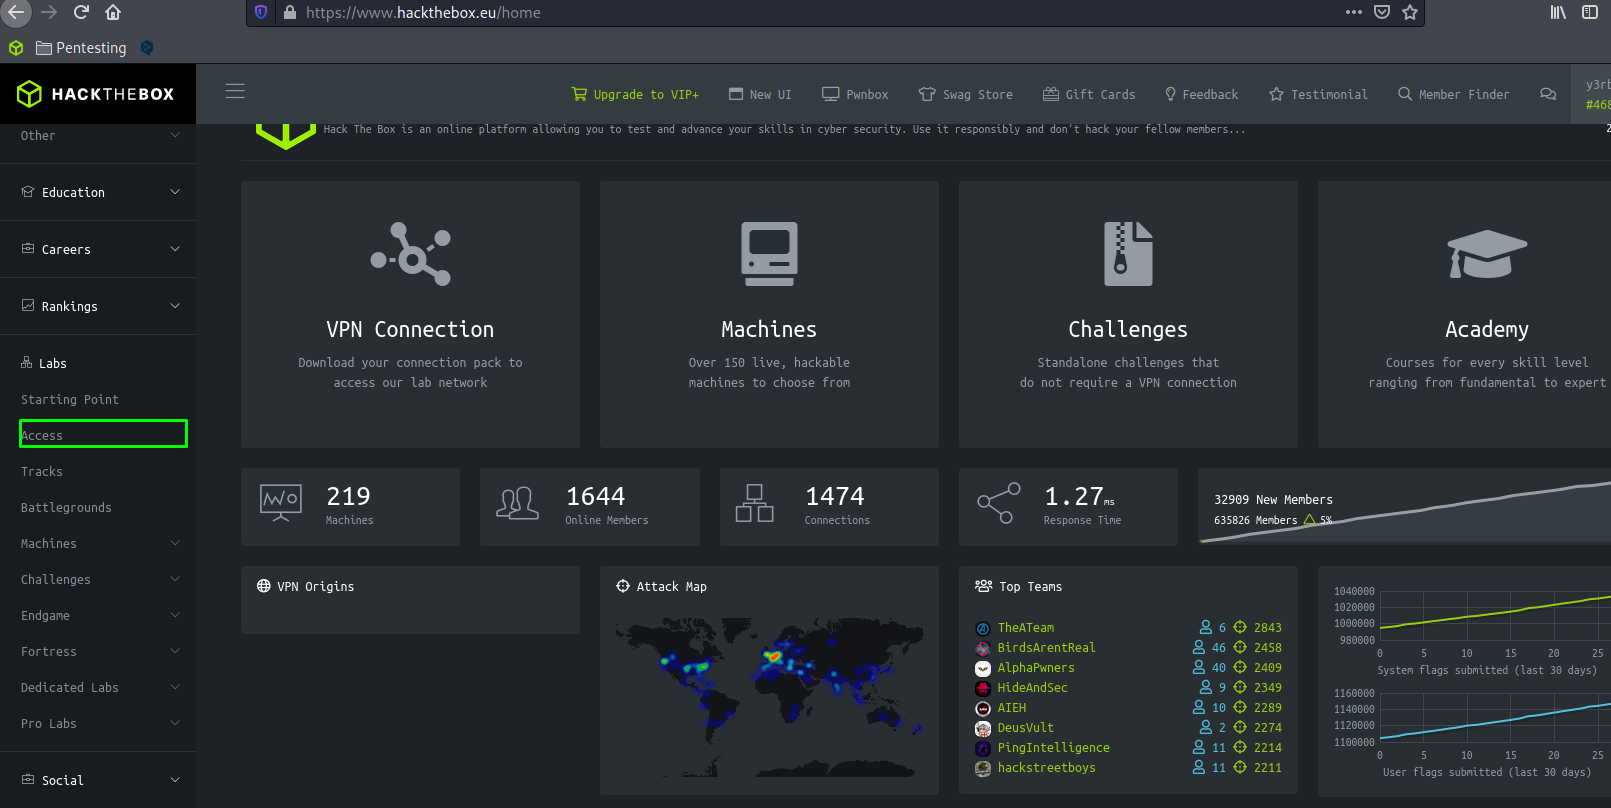 https://www.hackthebox.eu/home
Pentesting
HACKTHEBOX
Upgrade to VIP+
New UI
Pwnbox
Swag Store
Gift Cards
Feedback
Testimonial
Member Finder
Other
Education
Careers
Rankings
Labs
Starting Point
Access
Tracks
Battlegrounds
Machines
Challenges
Endgame
Fortress
Dedicated Labs
Pro Labs
Social
Hack The Box is an online platform allowing you to test and advance your skills in cyber security. Use it responsibly and don't hack your fellow members...
VPN Connection
Download your connection pack to
access our lab network
Machines
Over 150 live, hackable
machines to choose from
Challenges
Standalone challenges that
do not require a VPN connection
Academy
Courses for every skill level
ranging from fundamental to expert
219
Machines
1644
Online Members
1474
Connections
1.27ms
Response Time
32909 New Members
635826 Members 5%
VPN Origins
Attack Map
Top Teams
TheATeam 6 2843
BirdsArentReal 46 2458
AlphaPwners 40 2409
HideAndSec 9 2349
AIEH 10 2289
DeusVult 2 2274
PingIntelligence 11 2214
hackstreetboys 11 2211
1040000
1020000
1000000
980000
0 5 10 15 20 25
System flags submitted (last 30 days)
1160000
1140000
1120000
1100000
0 5 10 15 20 25
User flags submitted (last 30 days)